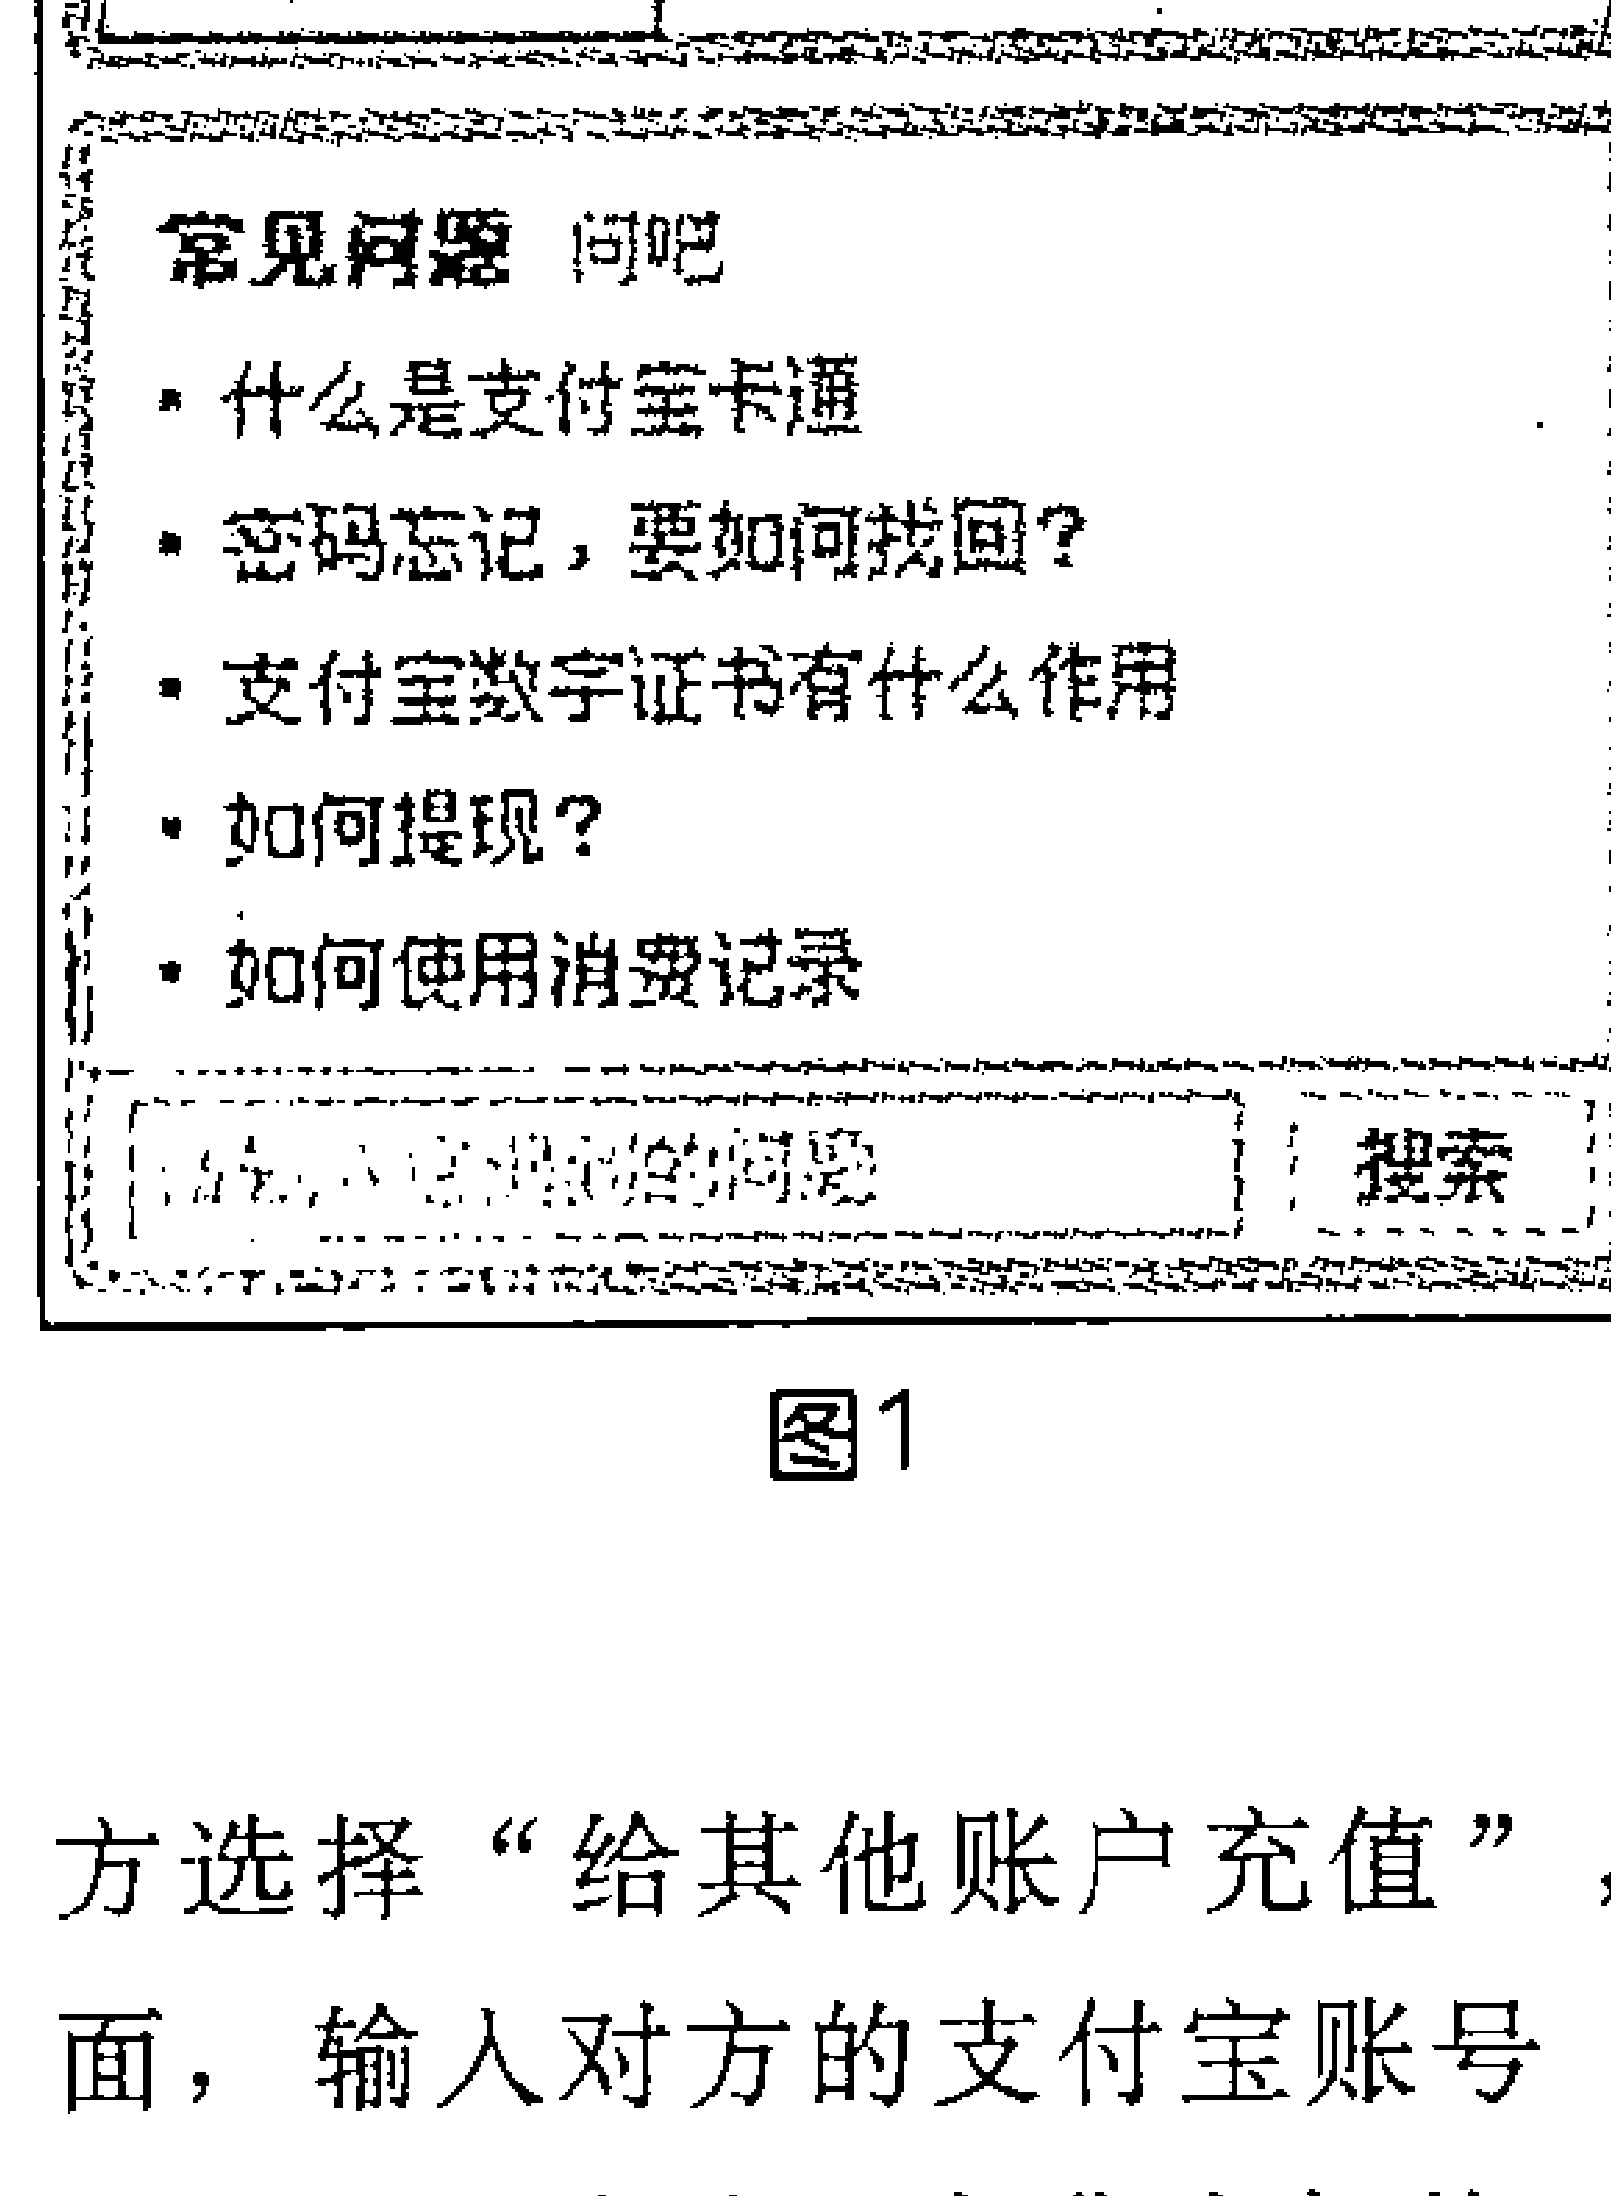 常见问题 问吧
· 什么是支付宝卡通
· 密码忘记，要如何找回？
· 支付宝数字证书有什么作用
· 如何提现？
· 如何使用消费记录
的问题 搜索
图1
方选择“给其他账户充值”，
面，输入对方的支付宝账号